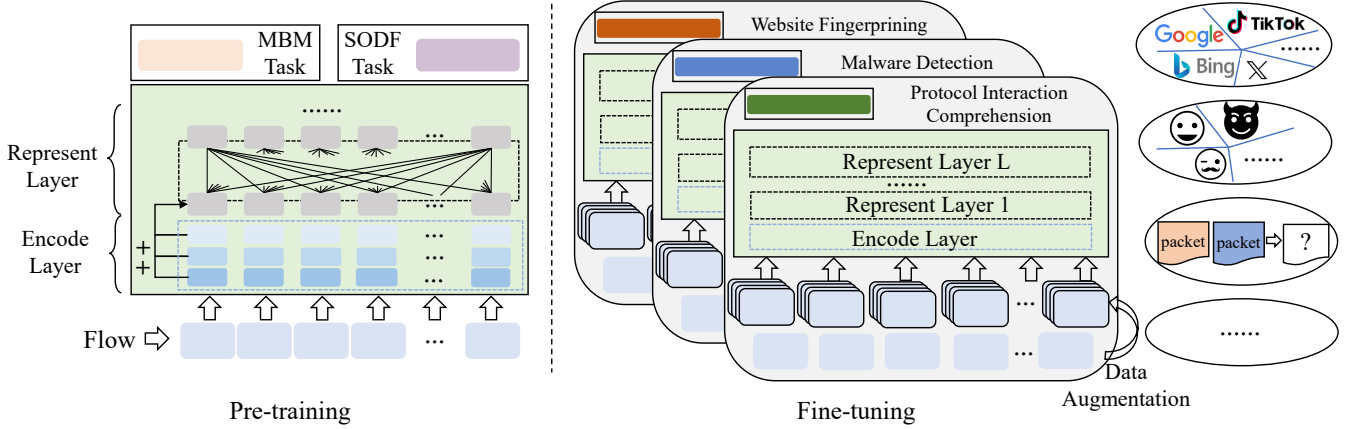 MBM
Task
SODF
Task
......
Represent
Layer
...
...
Encode
Layer
+
+
...
...
...
Flow
...
...
Pre-training
Website Fingerprining
Malware Detection
Protocol Interaction
Comprehension
Represent Layer L
......
Represent Layer 1
Encode Layer
...
...
...
Data
Augmentation
Fine-tuning
Google
TikTok
......
Bing
X
......
packet
packet
?
......